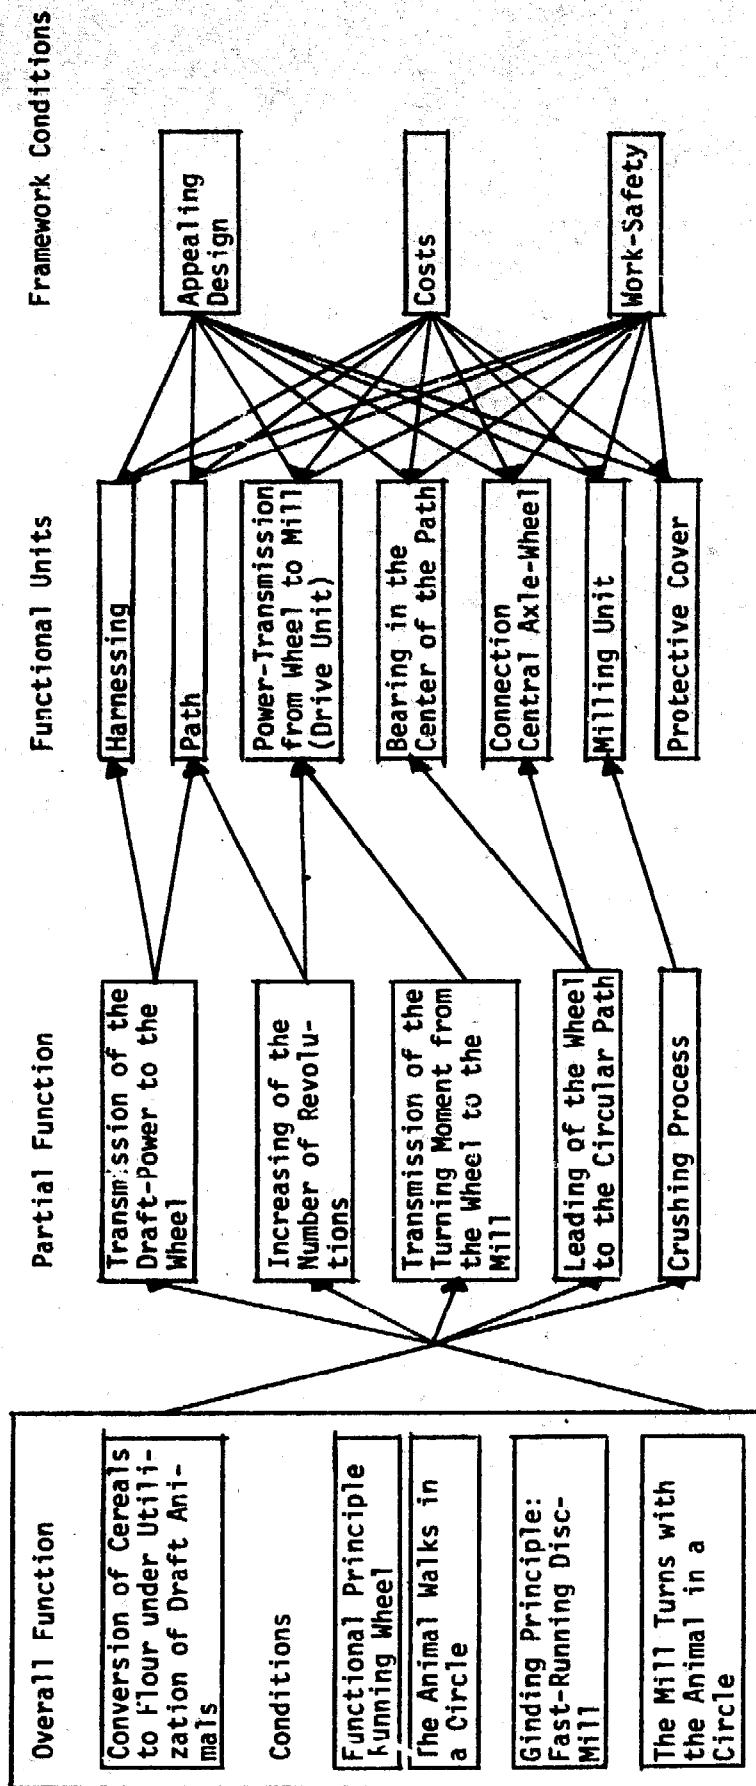 Overall Function
Conversion of Cereals
to Flour under Utili-
zation of Draft Ani-
mals
Conditions
Functional Principle
Running Wheel
The Animal Walks in
a Circle
Ginding Principle:
Fast-Running Disc-
Mill
The Mill Turns with
the Animal in a
Circle
Partial Function
Transmission of the
Draft-Power to the
Wheel
Increasing of the
Number of Revolu-
tions
Transmission of the
Turning Moment from
the Wheel to the
Mill
Leading of the Wheel
to the Circular Path
Crushing Process
Functional Units
Harnessing
Path
Power-Transmission
from Wheel to Mill
(Drive Unit)
Bearing in the
Center of the Path
Connection
Central Axle-Wheel
Milling Unit
Protective Cover
Framework Conditions
Appealing
Design
Costs
Work-Safety